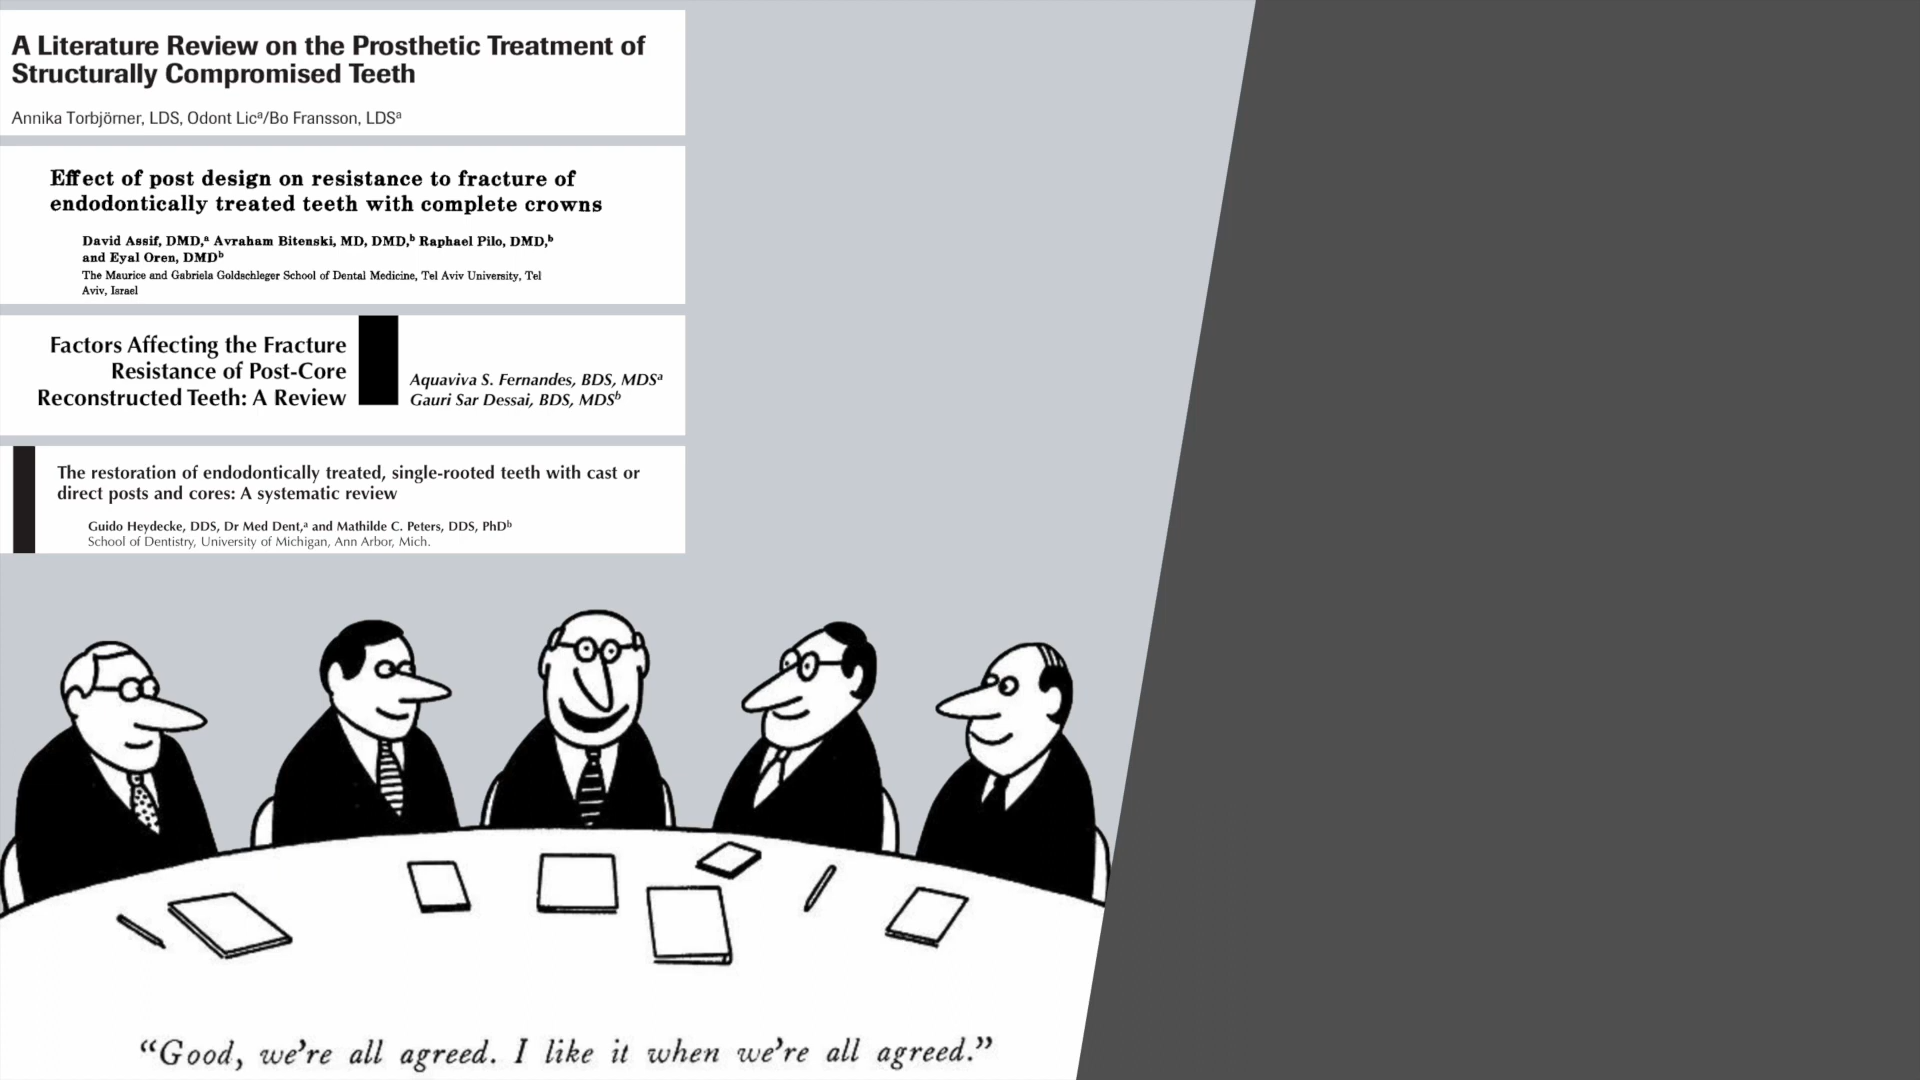 A Literature Review on the Prosthetic Treatment of
Structurally Compromised Teeth
Annika Torbjörner, LDS, Odont Licᵃ/Bo Fransson, LDSᵃ
Effect of post design on resistance to fracture of
endodontically treated teeth with complete crowns
David Assif, DMD,ᵃ Avraham Bitenski, MD, DMD,ᵇ Raphael Pilo, DMD,ᵇ
and Eyal Oren, DMDᵇ
The Maurice and Gabriela Goldschleger School of Dental Medicine, Tel Aviv University, Tel
Aviv, Israel
Factors Affecting the Fracture
Resistance of Post-Core
Reconstructed Teeth: A Review
Aquaviva S. Fernandes, BDS, MDSᵃ
Gauri Sar Dessai, BDS, MDSᵇ
The restoration of endodontically treated, single-rooted teeth with cast or
direct posts and cores: A systematic review
Guido Heydecke, DDS, Dr Med Dent,ᵃ and Mathilde C. Peters, DDS, PhDᵇ
School of Dentistry, University of Michigan, Ann Arbor, Mich.
“Good, we’re all agreed. I like it when we’re all agreed.”